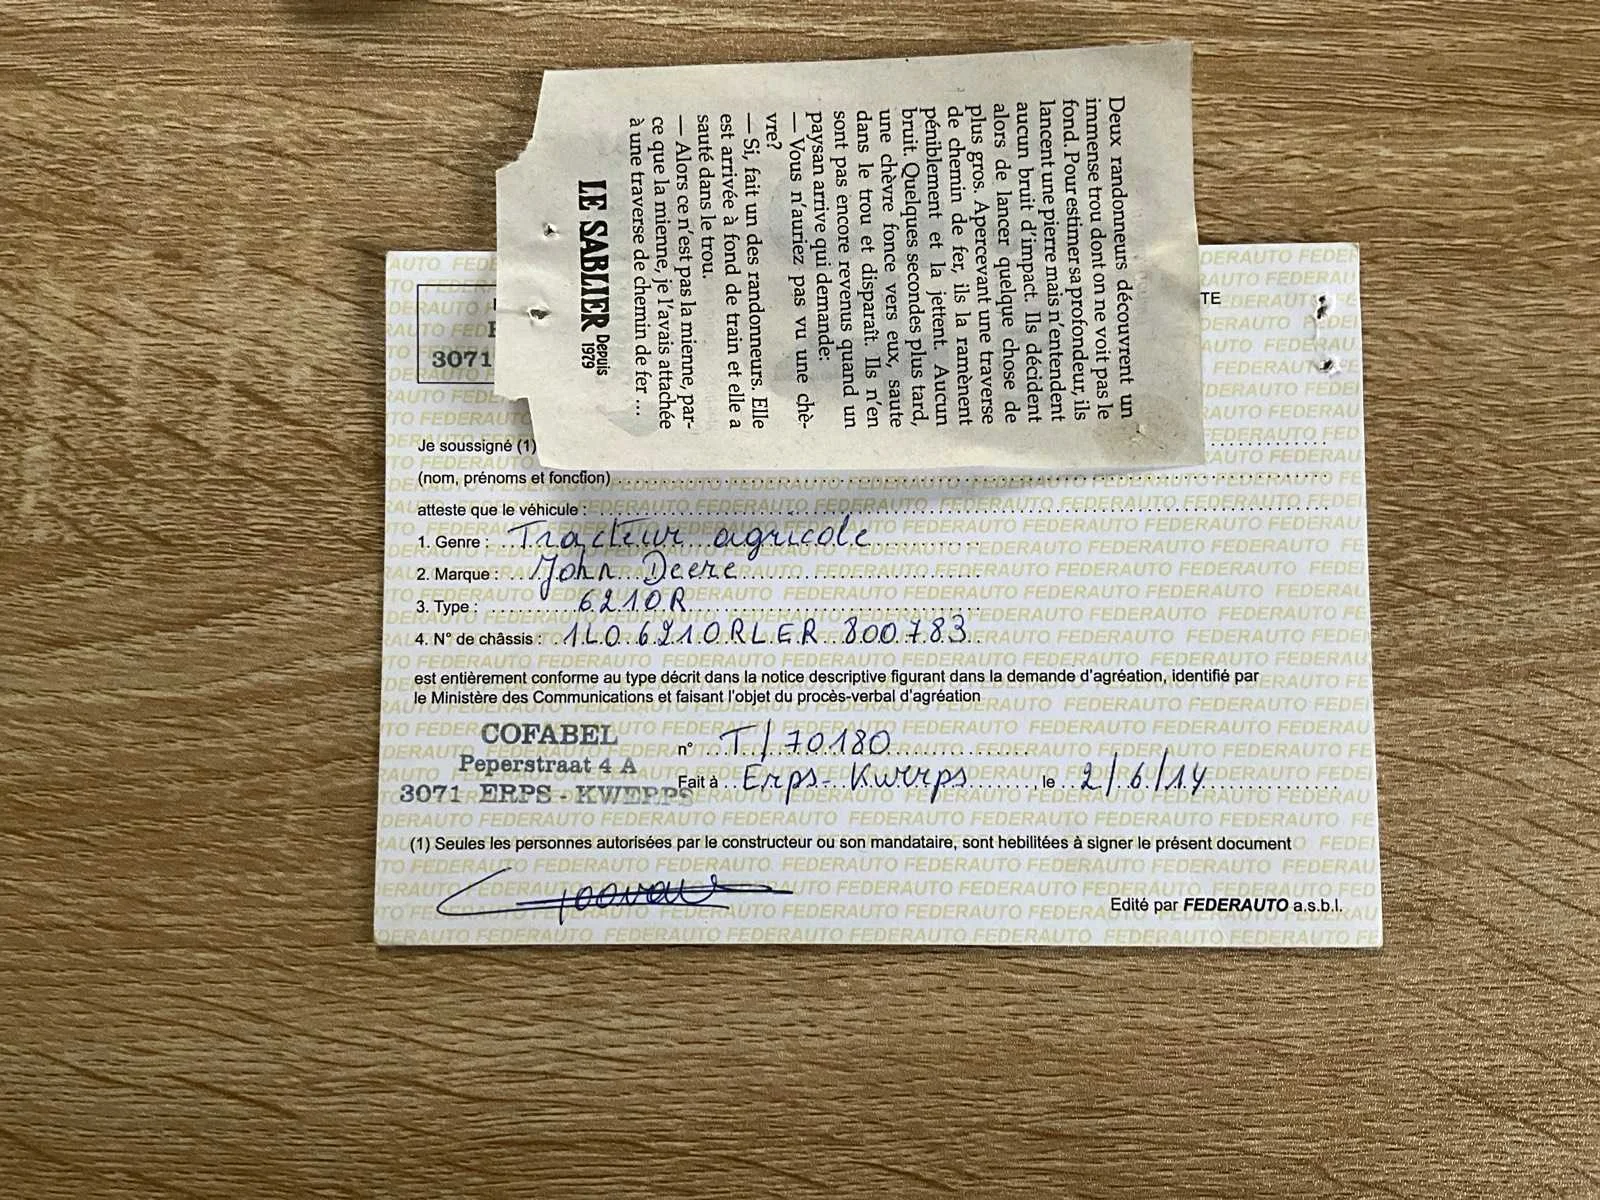 Deux randonneurs découvrent un
immense trou dont on ne voit pas le
fond. Pour estimer sa profondeur, ils
lancent une pierre mais n'entendent
aucun bruit d'impact. Ils décident
alors de lancer quelque chose de
plus gros. Apercevant une traverse
de chemin de fer, ils la ramènent
péniblement et la jettent. Aucun
bruit. Quelques secondes plus tard,
une chèvre fonce vers eux, saute
dans le trou et disparaît. Ils n'en
sont pas encore revenus quand un
paysan arrive qui demande:
— Vous n'auriez pas vu une chè-
vre?
— Si, fait un des randonneurs. Elle
est arrivée à fond de train et elle a
sauté dans le trou.
— Alors ce n'est pas la mienne, par-
ce que la mienne, je l'avais attachée
à une traverse de chemin de fer ...
LE SABLIER Depuis 1979
TE
3071
Je soussigné (1)
(nom, prénoms et fonction)
atteste que le véhicule :
1. Genre : Tracteur agricole
2. Marque : John Deere
3. Type : 6210R
4. N° de châssis : 1L06210RLER800783
est entièrement conforme au type décrit dans la notice descriptive figurant dans la demande d'agréation, identifié par
le Ministère des Communications et faisant l'objet du procès-verbal d'agréation
COFABEL
Peperstraat 4 A
3071 ERPS - KWERPS
n° T/70180
Fait à Erps-Kwerps, le 2/6/14
(1) Seules les personnes autorisées par le constructeur ou son mandataire, sont hebilitées à signer le présent document
Edité par FEDERAUTO a.s.b.l.